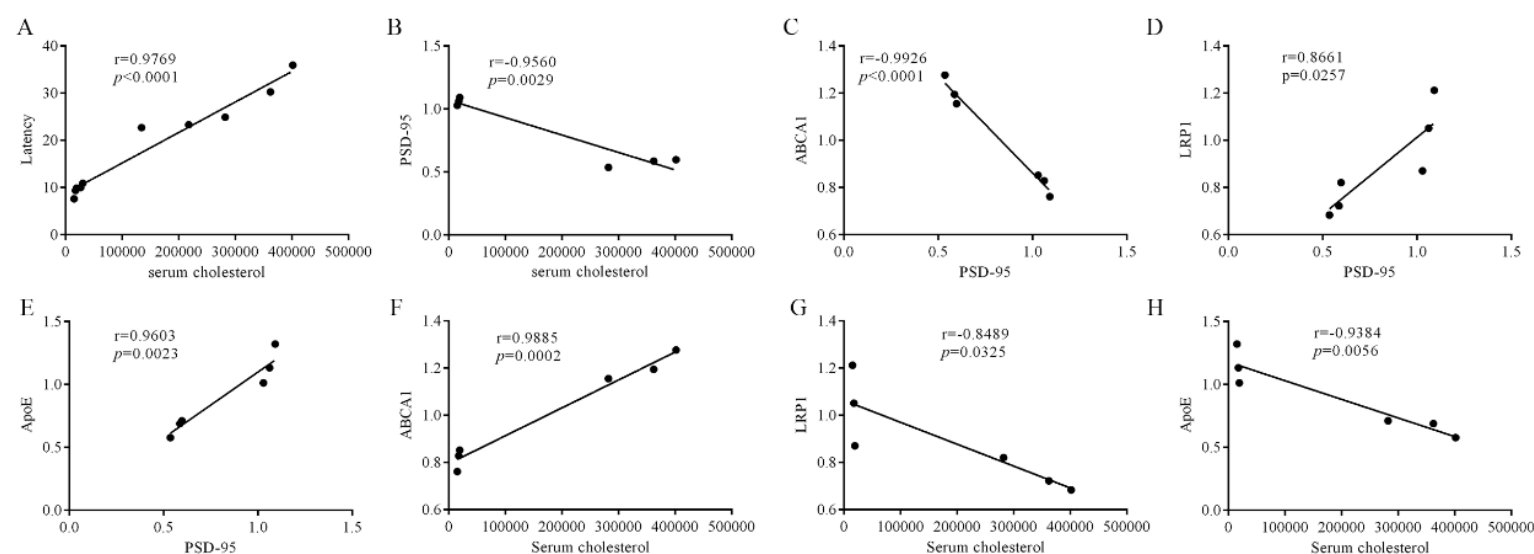 A
r=0.9769
p<0.0001
40
30
20
10
0
Latency
0 100000 200000 300000 400000 500000
serum cholesterol
B
r=-0.9560
p=0.0029
1.5
1.0
0.5
0.0
PSD-95
0 100000 200000 300000 400000 500000
serum cholesterol
C
r=-0.9926
p<0.0001
1.4
1.2
1.0
0.8
0.6
ABCA1
0.0 0.5 1.0 1.5
PSD-95
D
r=0.8661
p=0.0257
1.4
1.2
1.0
0.8
0.6
LRP1
0.0 0.5 1.0 1.5
PSD-95
E
r=0.9603
p=0.0023
1.5
1.0
0.5
0.0
ApoE
0.0 0.5 1.0 1.5
PSD-95
F
r=0.9885
p=0.0002
1.4
1.2
1.0
0.8
0.6
ABCA1
0 100000 200000 300000 400000 500000
Serum cholesterol
G
r=-0.8489
p=0.0325
1.4
1.2
1.0
0.8
0.6
LRP1
0 100000 200000 300000 400000 500000
Serum cholesterol
H
r=-0.9384
p=0.0056
1.5
1.0
0.5
0.0
ApoE
0 100000 200000 300000 400000 500000
Serum cholesterol